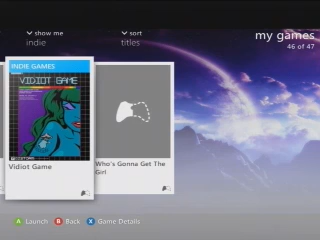 show me
sort
my games
indie
titles
46 of 47
INDIE GAMES
VIDIOT GAME
Vidiot Game
Who's Gonna Get The
Girl
A Launch B Back X Game Details